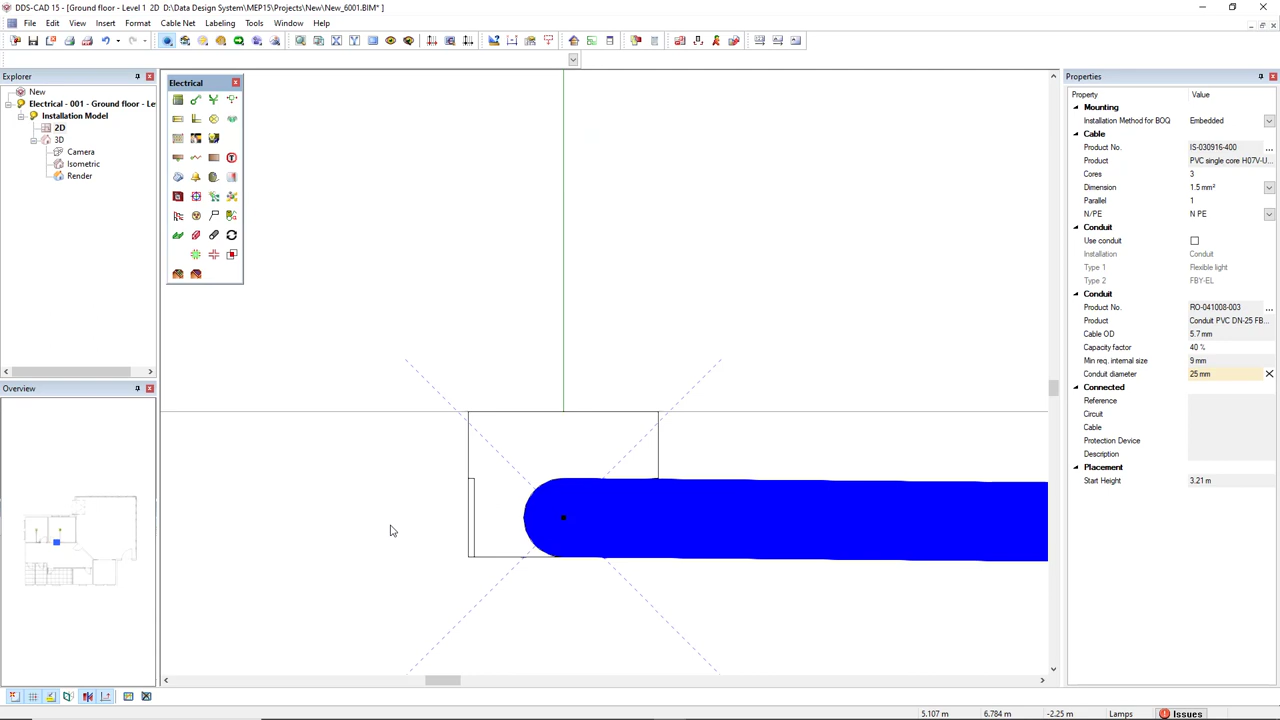 DDS-CAD 15 - [Ground floor - Level 1  2D  D:\Data Design System\MEP15\Projects\New\New_6001.BIM* ]
File Edit View Insert Format Cable Net Labeling Tools Window Help
Explorer
New
Electrical - 001 - Ground floor - Le
Installation Model
2D
3D
Camera
Isometric
Render
Overview
Electrical
Properties
Property Value
Mounting
Installation Method for BOQ Embedded
Cable
Product No. IS-030916-400 ...
Product PVC single core H07V-U...
Cores 3
Dimension 1.5 mm²
Parallel 1
N/PE N PE
Conduit
Use conduit
Installation Conduit
Type 1 Flexible light
Type 2 FBY-EL
Conduit
Product No. RO-041008-003 ...
Product Conduit PVC DN-25 FB...
Cable OD 5.7 mm
Capacity factor 40 %
Min req. internal size 9 mm
Conduit diameter 25 mm
Connected
Reference
Circuit
Cable
Protection Device
Description
Placement
Start Height 3.21 m
5.107 m 6.784 m -2.25 m Lamps Issues